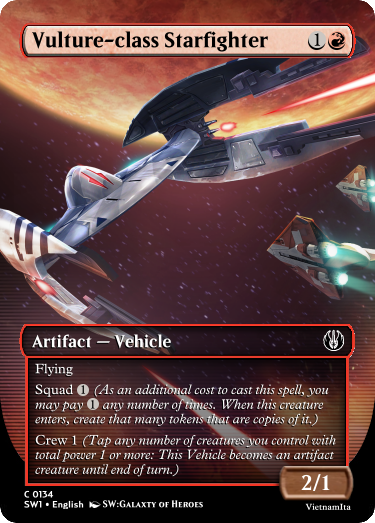 Vulture-class Starfighter 1
Artifact — Vehicle
Flying
Squad 1 (As an additional cost to cast this spell, you
may pay 1 any number of times. When this creature
enters, create that many tokens that are copies of it.)
Crew 1 (Tap any number of creatures you control with
total power 1 or more: This Vehicle becomes an artifact
creature until end of turn.)
2/1
C 0134
SW1 • English SW:Galaxty of Heroes
VietnamIta